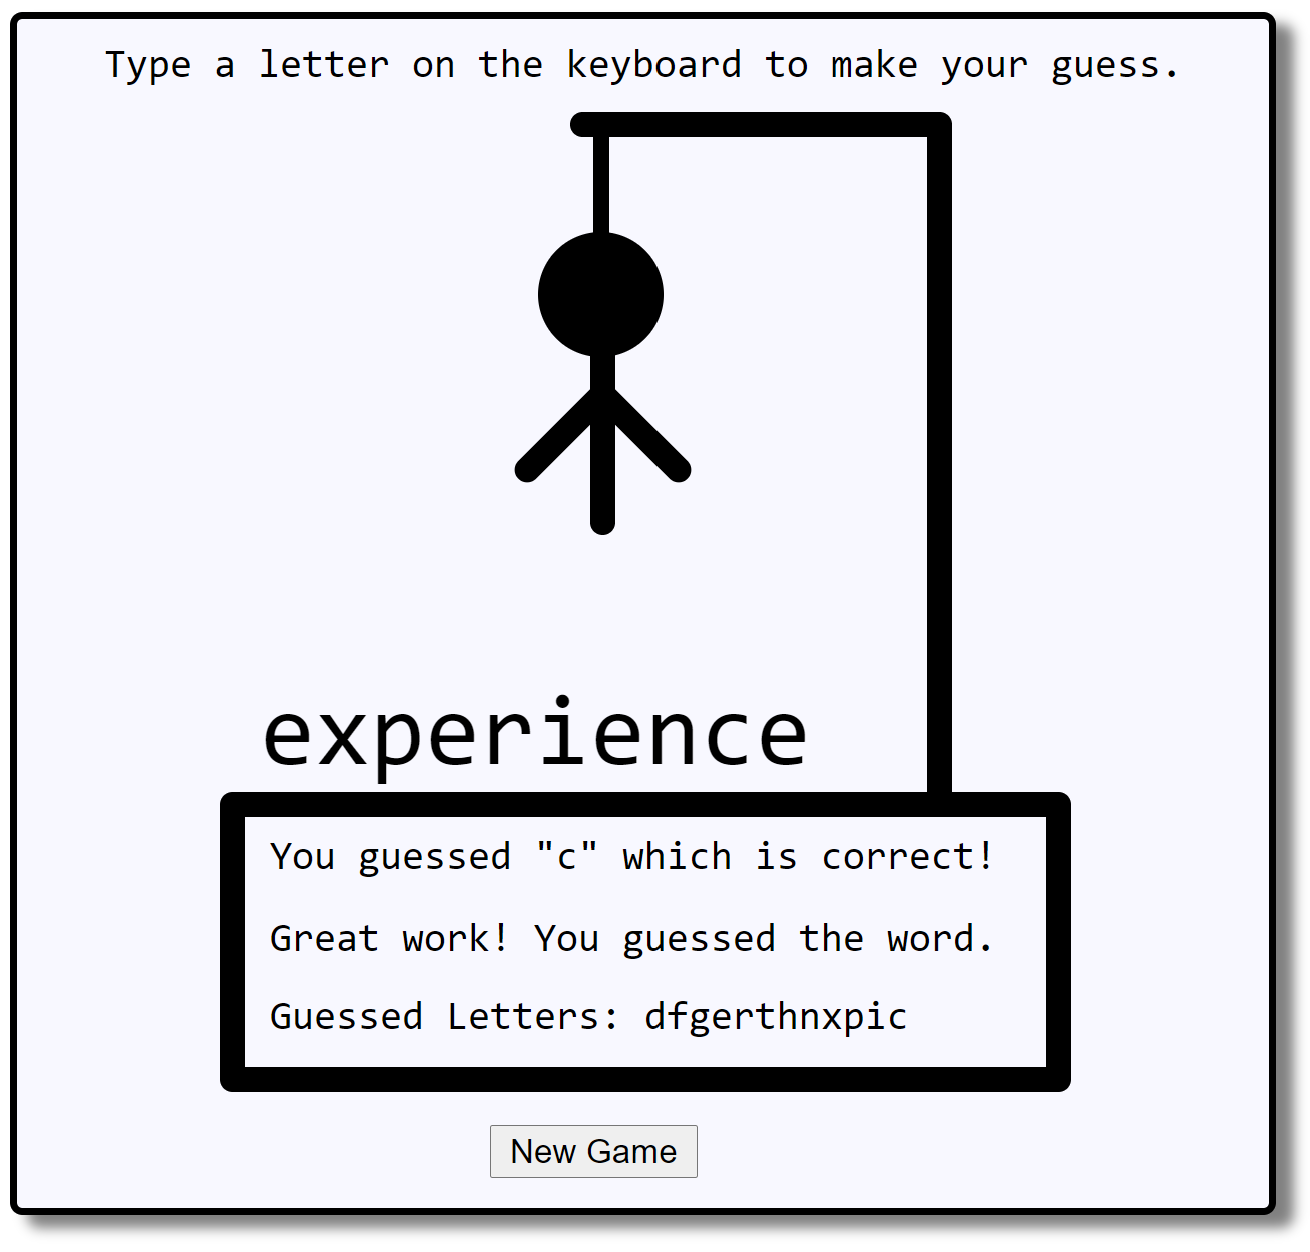 Type a letter on the keyboard to make your guess.
experience
You guessed "c" which is correct!
Great work! You guessed the word.
Guessed Letters: dfgerthnxpic
New Game